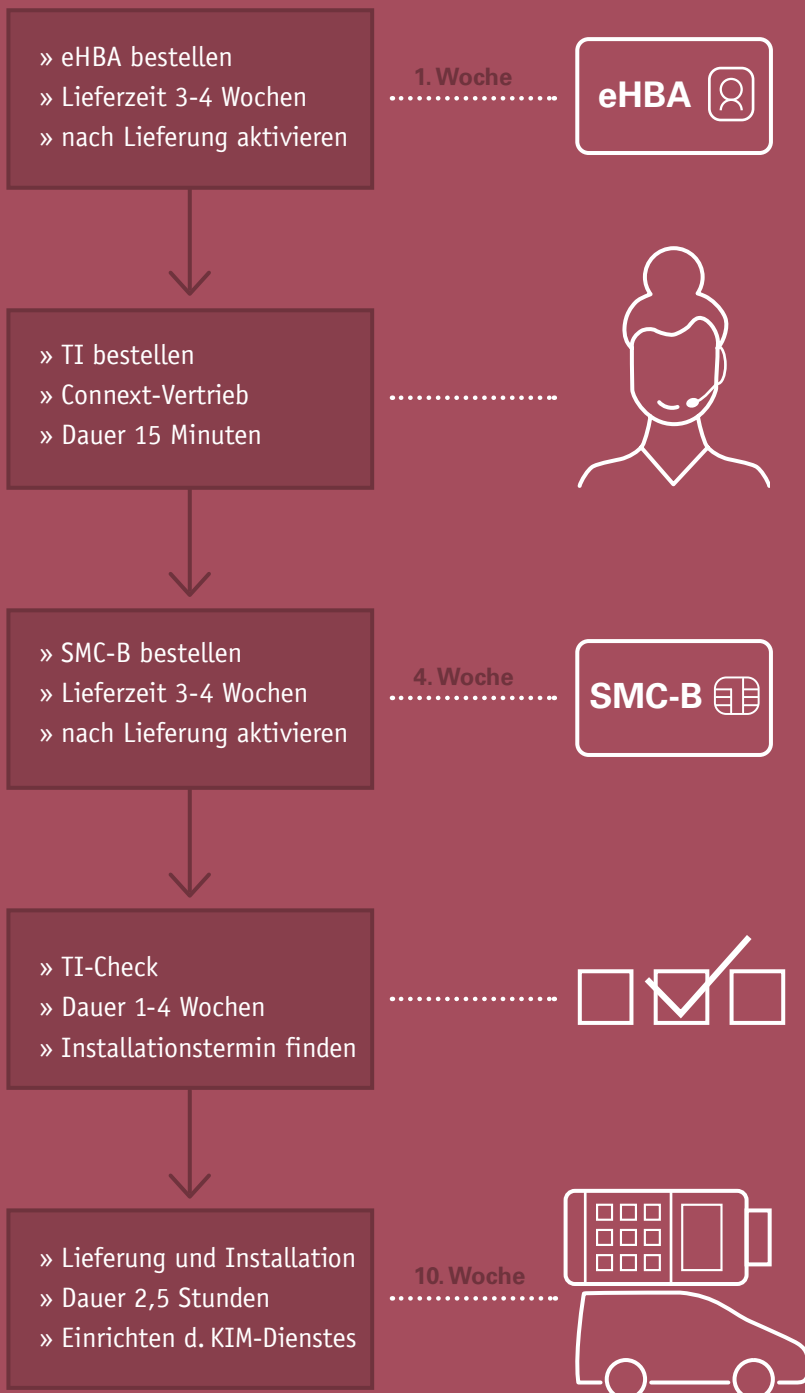 » eHBA bestellen
» Lieferzeit 3-4 Wochen
» nach Lieferung aktivieren
1. Woche
eHBA
» TI bestellen
» Connext-Vertrieb
» Dauer 15 Minuten
» SMC-B bestellen
» Lieferzeit 3-4 Wochen
» nach Lieferung aktivieren
4. Woche
SMC-B
» TI-Check
» Dauer 1-4 Wochen
» Installationstermin finden
» Lieferung und Installation
» Dauer 2,5 Stunden
» Einrichten d. KIM-Dienstes
10. Woche